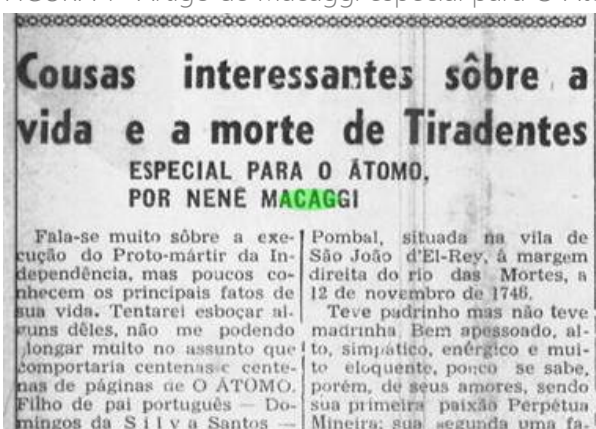 Cousas interessantes sôbre a
vida e a morte de Tiradentes
ESPECIAL PARA O ÁTOMO,
POR NENÊ MACAGGI
Fala-se muito sôbre a exe-
cução do Proto-mártir da In-
dependência, mas poucos co-
nhecem os principais fatos de
sua vida. Tentarei esboçar al-
guns dêles, não me podendo
alongar muito no assunto que
comportaria centenas e cente-
nas de páginas de O ATOMO.
Filho de pai português — Do-
mingos da Silva Santos —
Pombal, situada na vila de
São João d'El-Rey, á margem
direita do rio das Mortes, a
12 de novembro de 1746.
Teve padrinho mas não teve
madrinha. Bem apessoado, al-
to, simpático, enérgico e mui-
to eloquente, pouco se sabe,
porém, de seus amores, sendo
sua primeira paixão Perpétua
Mineira; sua segunda uma fa-